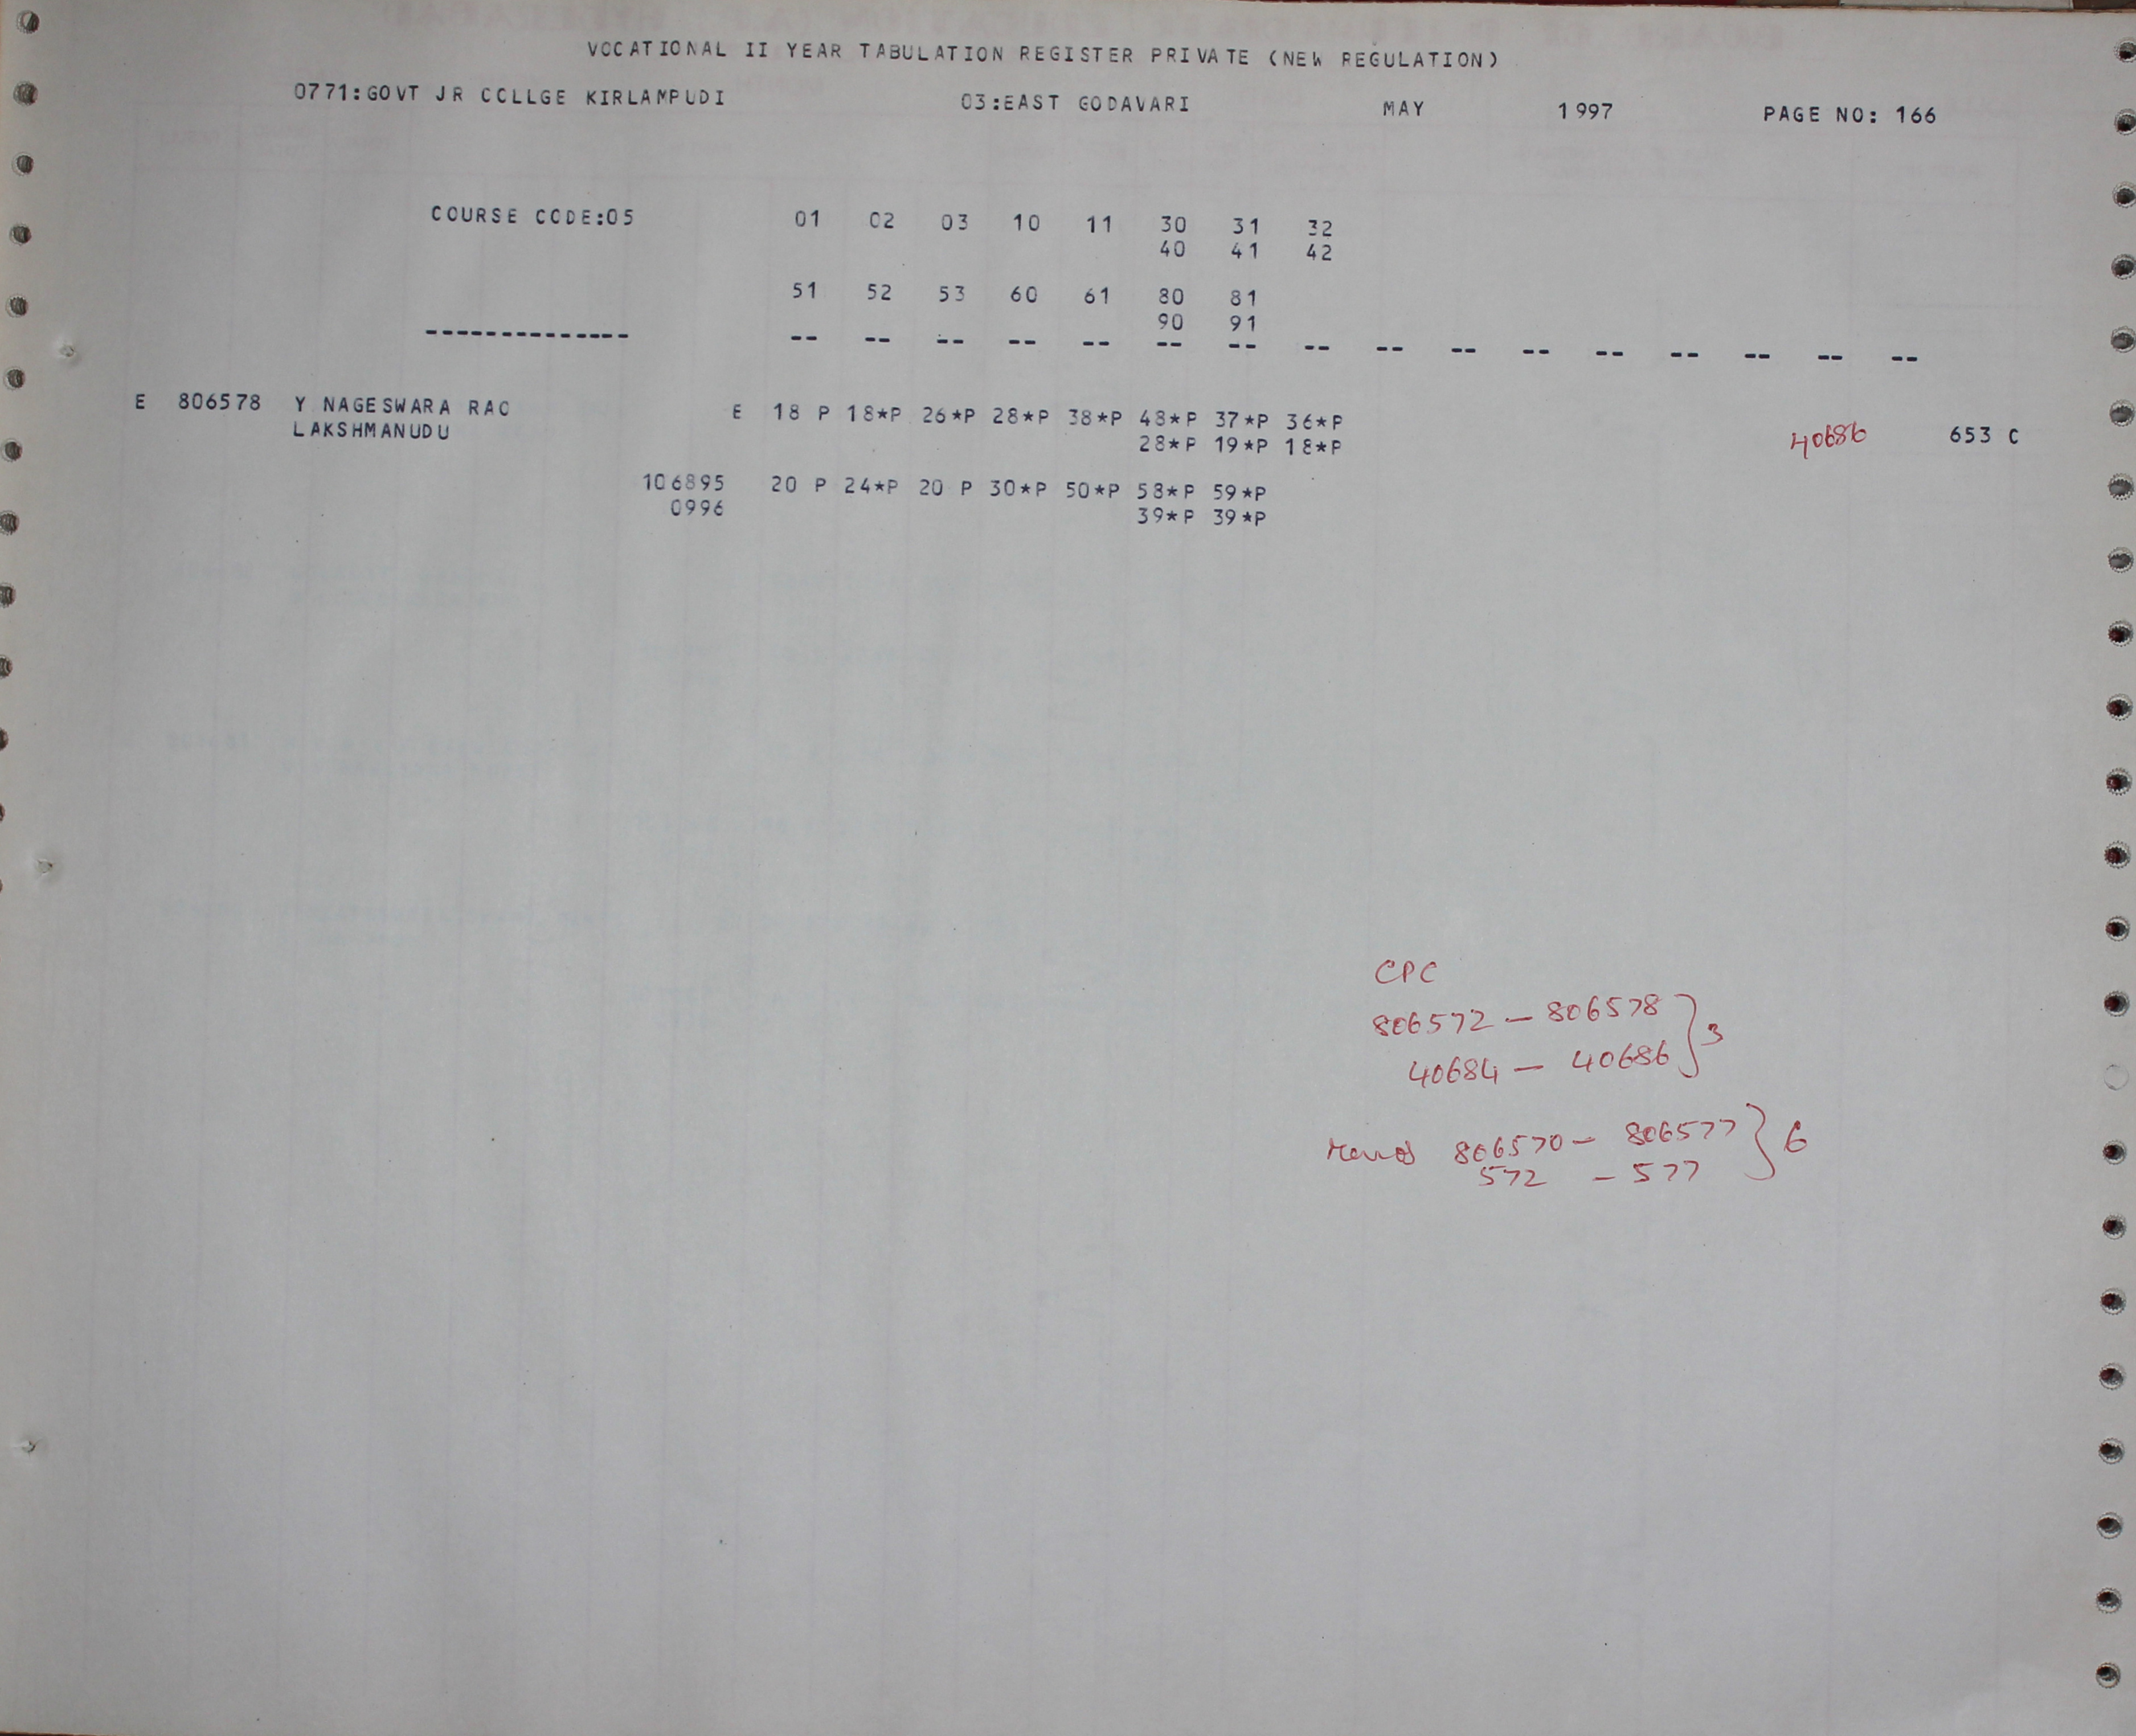 VOCATIONAL II YEAR TABULATION REGISTER PRIVATE (NEW REGULATION)
0771:GOVT JR CCLLGE KIRLAMPUDI 03:EAST GODAVARI MAY 1997 PAGE NO: 166
COURSE CODE:05 01 02 03 10 11 30 31 32
40 41 42
51 52 53 60 61 80 81
90 91
-------------- -- -- -- -- -- -- -- -- -- -- -- -- -- -- -- --
E 806578 Y NAGESWARA RAO E 18 P 18*P 26*P 28*P 38*P 48*P 37*P 36*P
LAKSHMANUDU 28*P 19*P 18*P 40686 653 C
106895 20 P 24*P 20 P 30*P 50*P 58*P 59*P
0996 39*P 39*P
CPC
806572 — 806578 } 3
40684 — 40686
806570 — 806577 } 6
572 — 577